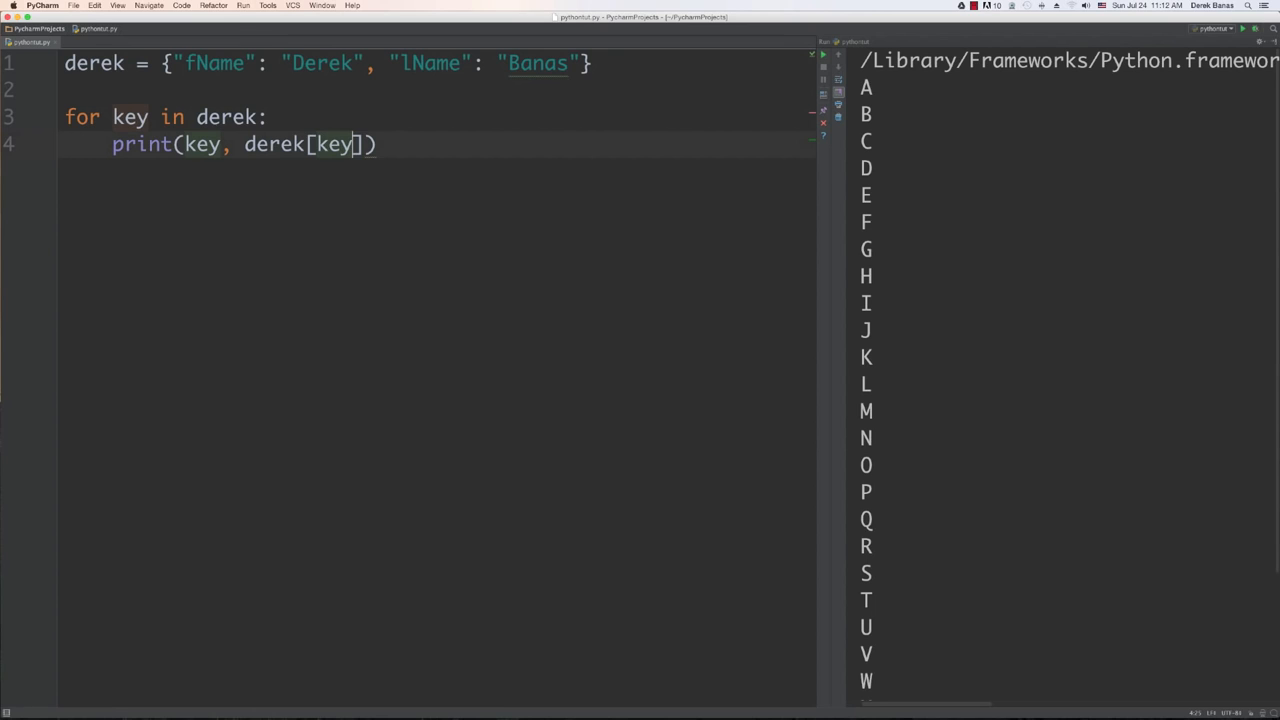 PyCharm File Edit View Navigate Code Refactor Run Tools VCS Window Help
10
Sun Jul 24 11:12 AM Derek Banas
pythontut.py - PycharmProjects - [~/PycharmProjects]
PycharmProjects pythontut.py
pythontut
pythontut.py
Run: pythontut
1 derek = {"fName": "Derek", "lName": "Banas"}
2
3 for key in derek:
4 print(key, derek[key])
/Library/Frameworks/Python.framewor
A
B
C
D
E
F
G
H
I
J
K
L
M
N
O
P
Q
R
S
T
U
V
W
4:25 LF÷ UTF-8÷